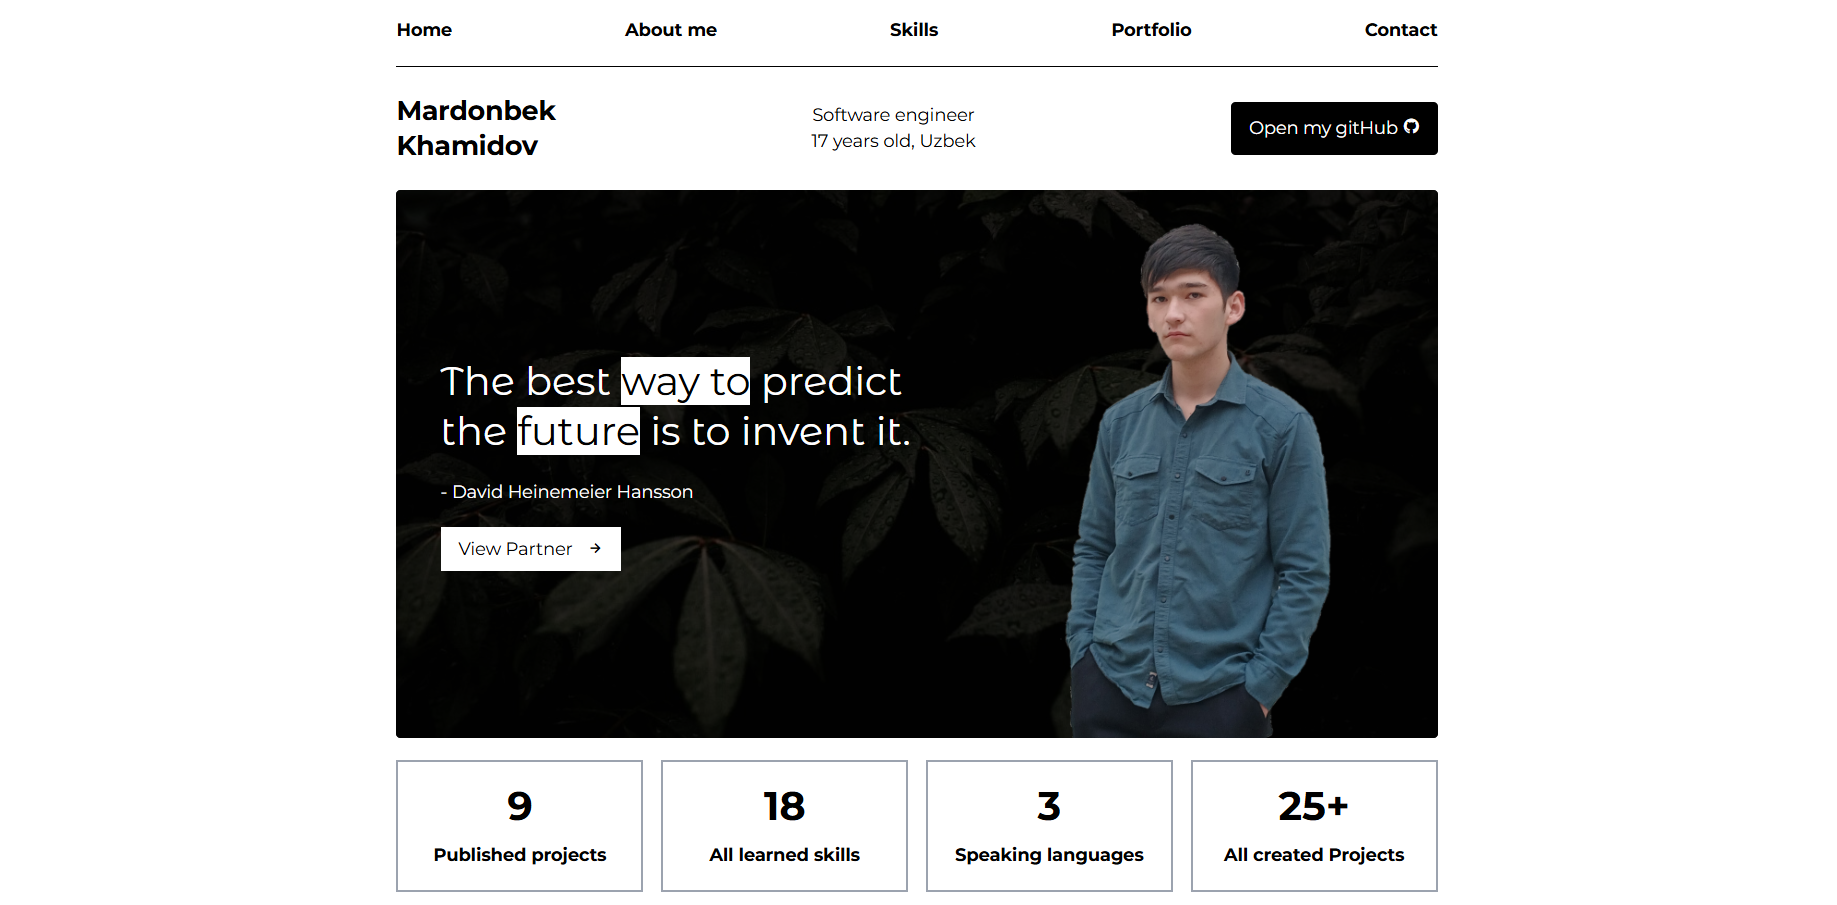 Home About me Skills Portfolio Contact
Mardonbek
Khamidov
Software engineer
17 years old, Uzbek
Open my gitHub
The best way to predict
the future is to invent it.
- David Heinemeier Hansson
View Partner
9
Published projects
18
All learned skills
3
Speaking languages
25+
All created Projects